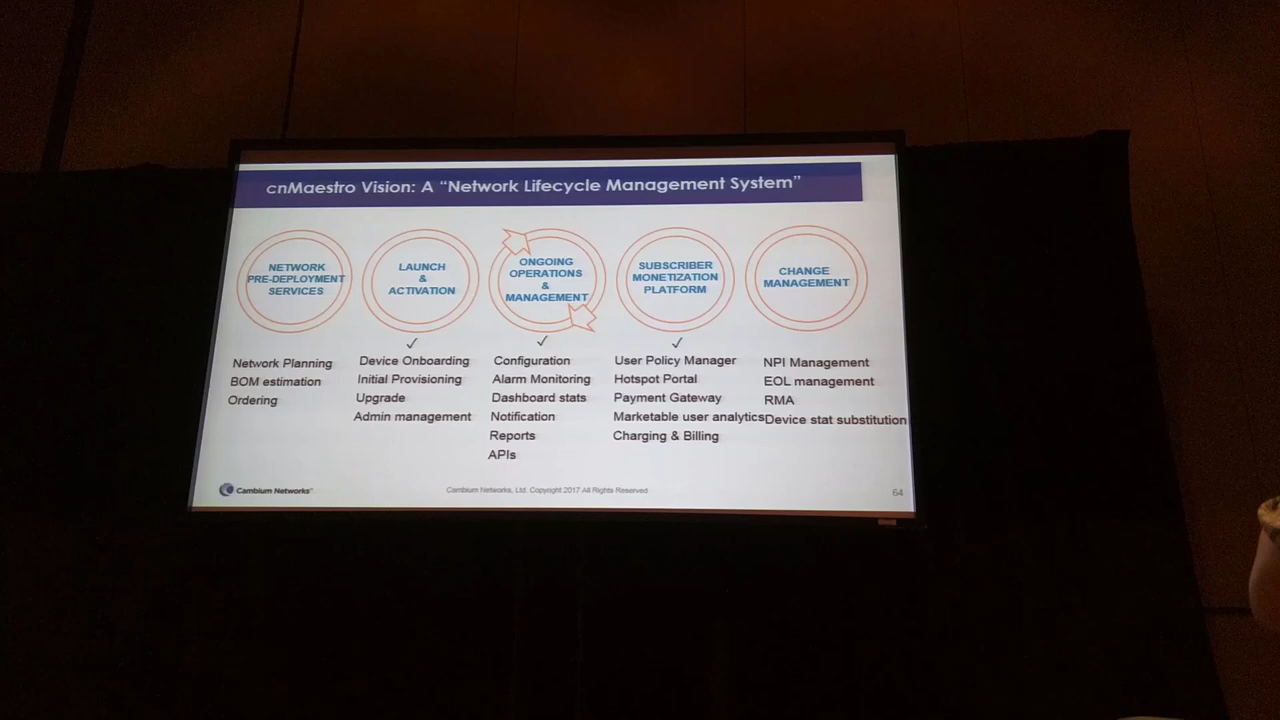 cnMaestro Vision: A “Network Lifecycle Management System”
NETWORK
PRE-DEPLOYMENT
SERVICES
LAUNCH
&
ACTIVATION
ONGOING
OPERATIONS
&
MANAGEMENT
SUBSCRIBER
MONETIZATION
PLATFORM
CHANGE
MANAGEMENT
Network Planning
BOM estimation
Ordering
✓
Device Onboarding
Initial Provisioning
Upgrade
Admin management
✓
Configuration
Alarm Monitoring
Dashboard stats
Notification
Reports
APIs
✓
User Policy Manager
Hotspot Portal
Payment Gateway
Marketable user analytics
Charging & Billing
NPI Management
EOL management
RMA
Device stat substitution
Cambium Networks™
Cambium Networks, Ltd. Copyright 2017 All Rights Reserved
64